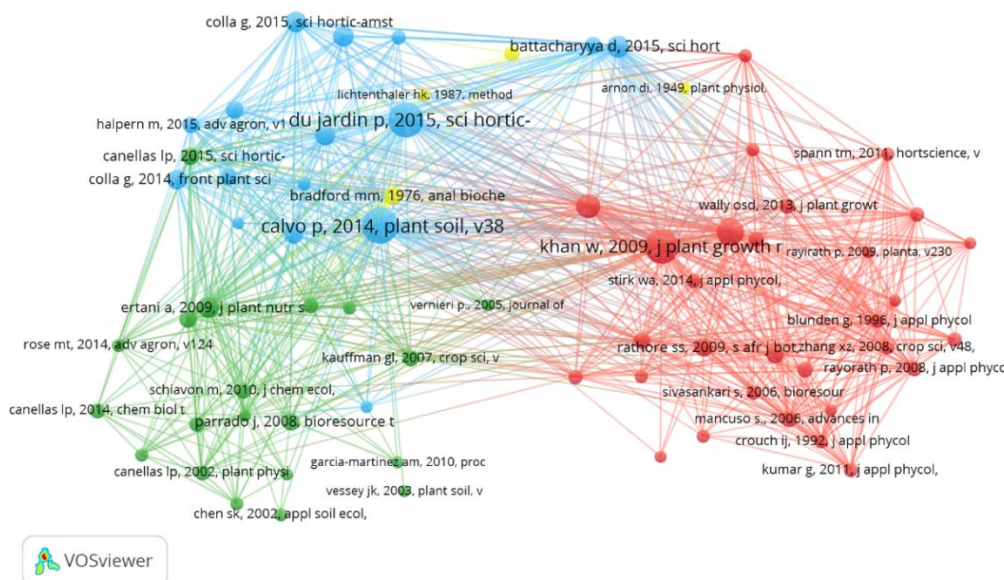 colla g, 2015, sci hortic-amst
battacharyya d, 2015, sci hort
lichtenthaler hk, 1987, method
arnon di, 1949, plant physiol.
du jardin p, 2015, sci hortic-
halpern m, 2015, adv agron, v1
canellas lp, 2015, sci hortic-
spann tm, 2011, hortscience, v
colla g, 2014, front plant sci
bradford mm, 1976, anal bioche
wally osd, 2013, j plant growt
calvo p, 2014, plant soil, v38
khan w, 2009, j plant growth r
rayirath p, 2009, planta, v230
stirk wa, 2014, j appl phycol,
ertani a, 2009, j plant nutr s
vernieri p., 2005, journal of
blunden g, 1996, j appl phycol
rose mt, 2014, adv agron, v124
kauffman gl, 2007, crop sci, v
rathore ss, 2009, s afr j bot,
zhang xz, 2008, crop sci, v48,
rayorath p, 2008, j appl phyco
schiavon m, 2010, j chem ecol,
sivasankari s, 2006, bioresour
canellas lp, 2014, chem biol t
parrado j, 2008, bioresource t
mancuso s., 2006, advances in
crouch ij, 1992, j appl phycol
garcia-martinez am, 2010, proc
canellas lp, 2002, plant physi
kumar g, 2011, j appl phycol,
vessey jk, 2003, plant soil, v
chen sk, 2002, appl soil ecol,
VOSviewer